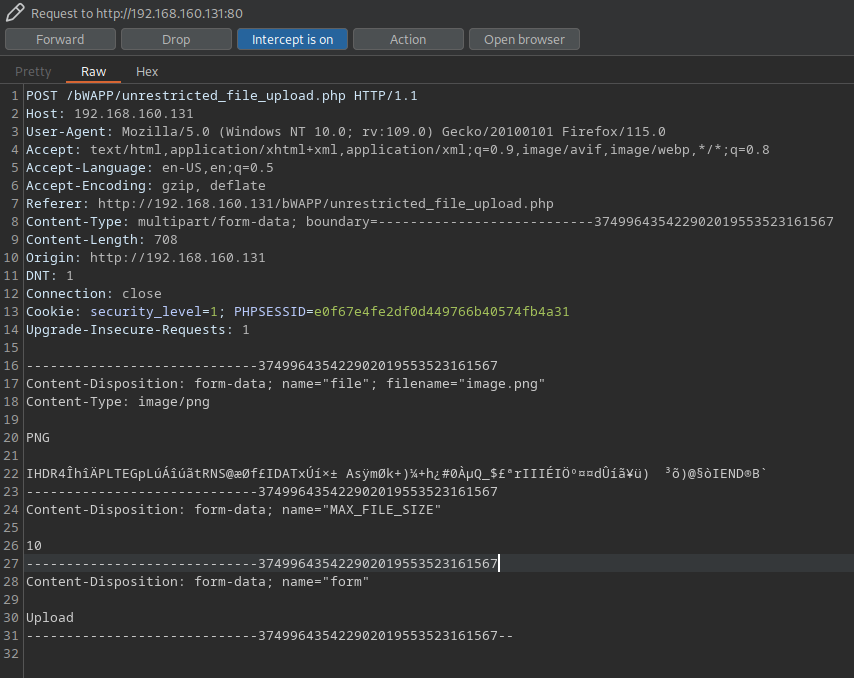 Request to http://192.168.160.131:80
Forward Drop Intercept is on Action Open browser
Pretty Raw Hex
1 POST /bWAPP/unrestricted_file_upload.php HTTP/1.1
2 Host: 192.168.160.131
3 User-Agent: Mozilla/5.0 (Windows NT 10.0; rv:109.0) Gecko/20100101 Firefox/115.0
4 Accept: text/html,application/xhtml+xml,application/xml;q=0.9,image/avif,image/webp,*/*;q=0.8
5 Accept-Language: en-US,en;q=0.5
6 Accept-Encoding: gzip, deflate
7 Referer: http://192.168.160.131/bWAPP/unrestricted_file_upload.php
8 Content-Type: multipart/form-data; boundary=---------------------------374996435422902019553523161567
9 Content-Length: 708
10 Origin: http://192.168.160.131
11 DNT: 1
12 Connection: close
13 Cookie: security_level=1; PHPSESSID=e0f67e4fe2df0d449766b40574fb4a31
14 Upgrade-Insecure-Requests: 1
15
16 -----------------------------374996435422902019553523161567
17 Content-Disposition: form-data; name="file"; filename="image.png"
18 Content-Type: image/png
19
20 PNG
21
22 IHDR4ÎhîÄPLTEGpLúÁîúãtRNS@æØf£IDATxÚí×± AsÿmØk+)¼+h¿#0ÀµQ_$£ªrIIIÉIÖº¤¤dÛíã¥ü) ³õ)@§òIEND®B`
23 -----------------------------374996435422902019553523161567
24 Content-Disposition: form-data; name="MAX_FILE_SIZE"
25
26 10
27 -----------------------------374996435422902019553523161567
28 Content-Disposition: form-data; name="form"
29
30 Upload
31 -----------------------------374996435422902019553523161567--
32